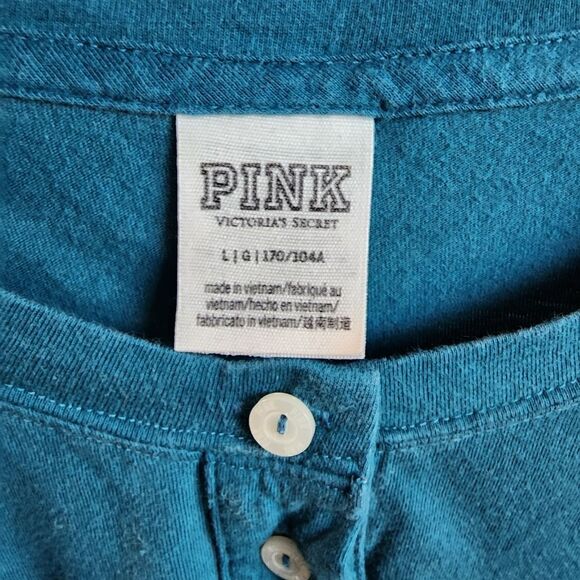 PINK
VICTORIA'S SECRET
L | G | 170/104A
made in vietnam/fabriqué au
vietnam/hecho en vietnam/
fabbricato in vietnam/越南制造